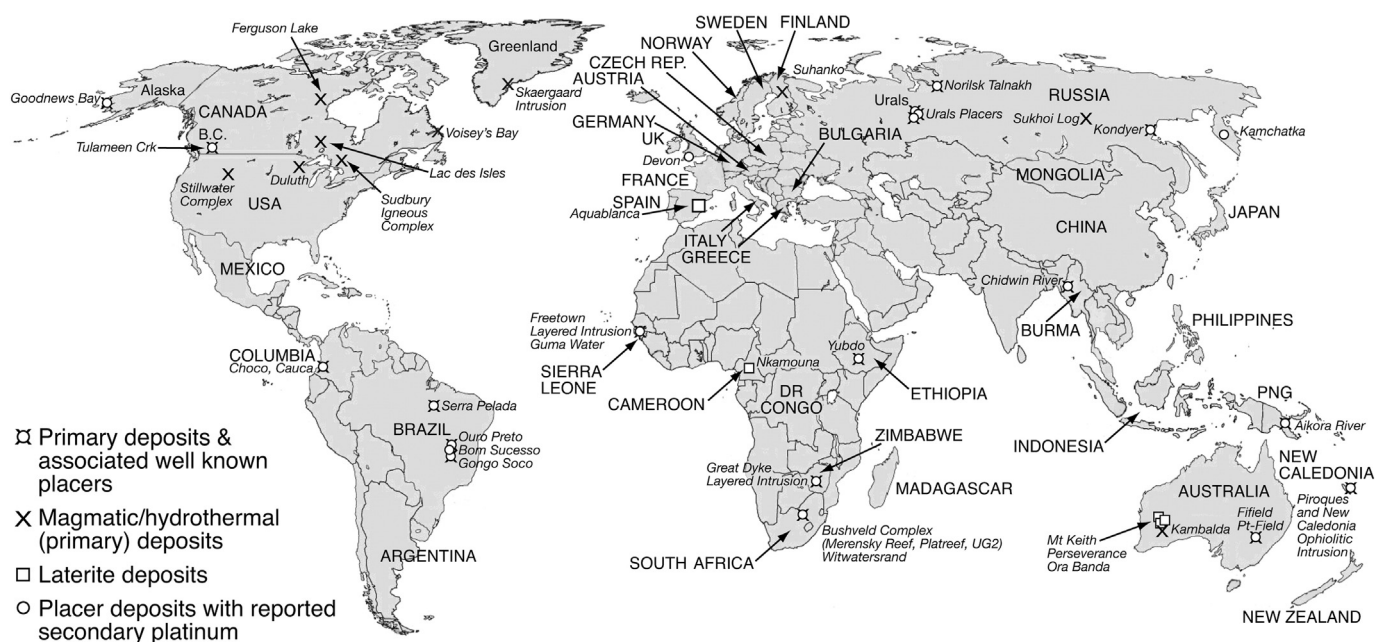 SWEDEN
FINLAND
Ferguson Lake
Greenland
NORWAY
CZECH REP.
AUSTRIA
Suhanko
Alaska
Goodnews Bay
CANADA
Skaergaard
Intrusion
Norilsk Talnakh
RUSSIA
Urals
Urals Placers
Sukhoi Log
Kondyer
Kamchatka
B.C.
Tulameen Crk
Voisey's Bay
GERMANY
UK
BULGARIA
Devon
Lac des Isles
Duluth
Stillwater
Complex
USA
Sudbury
Igneous
Complex
FRANCE
SPAIN
Aquablanca
MONGOLIA
JAPAN
CHINA
ITALY
GREECE
MEXICO
Chidwin River
BURMA
PHILIPPINES
Freetown
Layered Intrusion
Guma Water
SIERRA
LEONE
COLUMBIA
Choco, Cauca
Nkamouna
Yubdo
CAMEROON
DR
CONGO
ETHIOPIA
Serra Pelada
BRAZIL
Ouro Preto
Bom Sucesso
Gongo Soco
PNG
Aikora River
INDONESIA
ZIMBABWE
Great Dyke
Layered Intrusion
MADAGASCAR
NEW
CALEDONIA
AUSTRALIA
Piroques
and New
Caledonia
Ophiolitic
Intrusion
Fifield
Pt-Field
Kambalda
Mt Keith
Perseverance
Ora Banda
Bushveld Complex
(Merensky Reef, Platreef, UG2)
Witwatersrand
SOUTH AFRICA
ARGENTINA
NEW ZEALAND
Primary deposits &
associated well known
placers
Magmatic/hydrothermal
(primary) deposits
Laterite deposits
Placer deposits with reported
secondary platinum